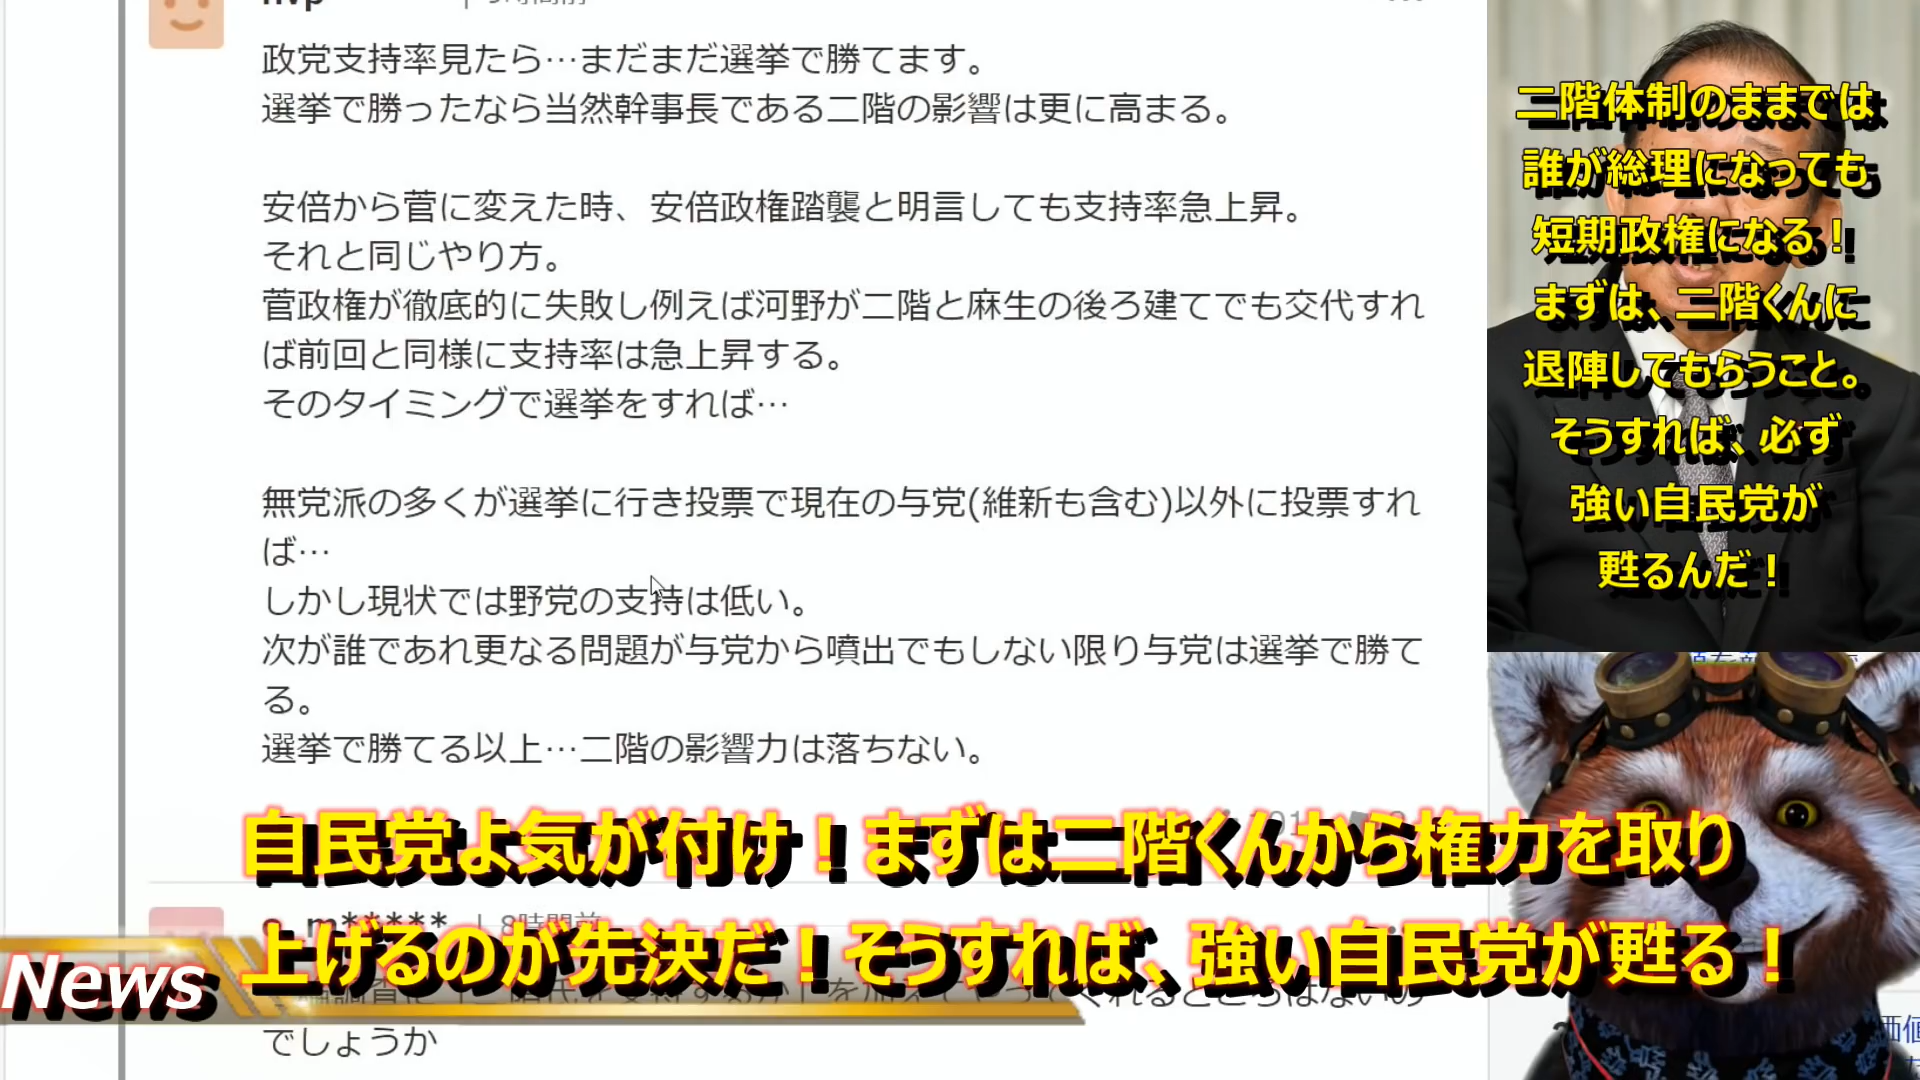 政党支持率見たら…まだまだ選挙で勝てます。
選挙で勝ったなら当然幹事長である二階の影響は更に高まる。
安倍から菅に変えた時、安倍政権踏襲と明言しても支持率急上昇。
それと同じやり方。
菅政権が徹底的に失敗し例えば河野が二階と麻生の後ろ建てでも交代すれ
ば前回と同様に支持率は急上昇する。
そのタイミングで選挙をすれば…
無党派の多くが選挙に行き投票で現在の与党(維新も含む)以外に投票すれ
ば…
しかし現状では野党の支持は低い。
次が誰であれ更なる問題が与党から噴出でもしない限り与党は選挙で勝て
る。
選挙で勝てる以上…二階の影響力は落ちない。
二階体制のままでは
誰が総理になっても
短期政権になる！
まずは、二階くんに
退陣してもらうこと。
そうすれば、必ず
強い自民党が
甦るんだ！
自民党よ気が付け！まずは二階くんから権力を取り
上げるのが先決だ！そうすれば、強い自民党が甦る！
8時間前
News
でしょうか